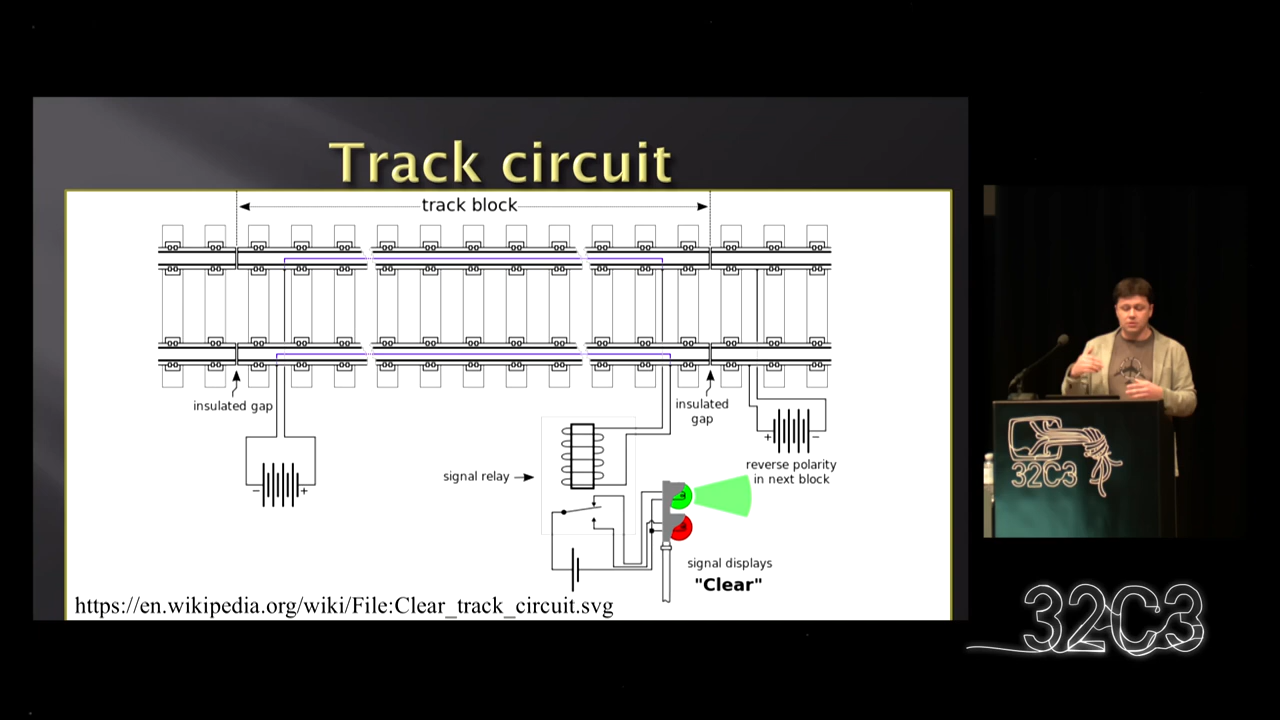 Track circuit
track block
insulated gap
insulated
gap
+ −
reverse polarity
in next block
signal relay
− +
signal displays
"Clear"
https://en.wikipedia.org/wiki/File:Clear_track_circuit.svg
32C3
32C3